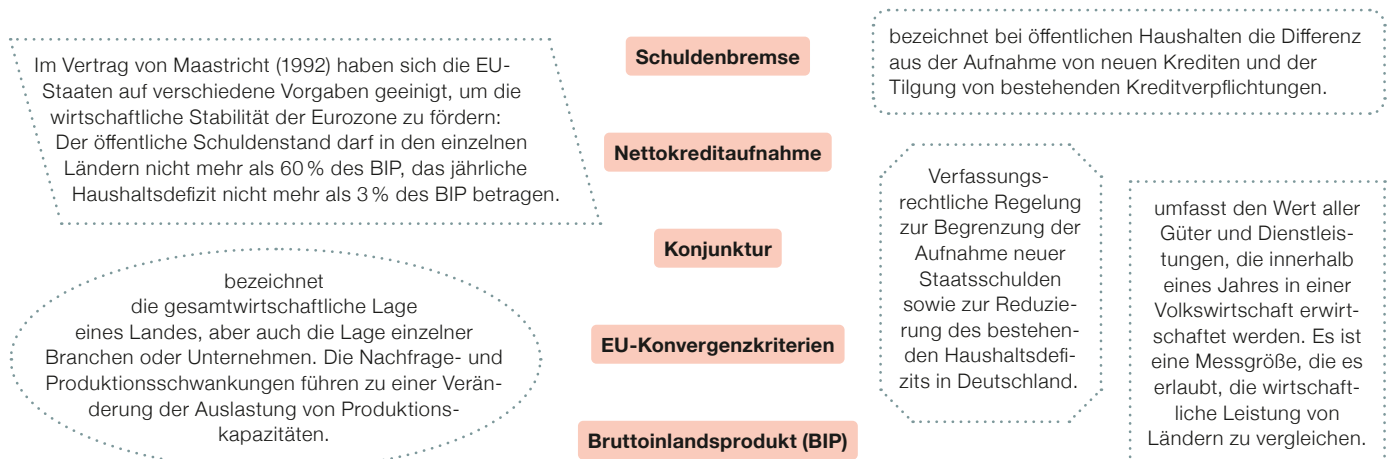 Im Vertrag von Maastricht (1992) haben sich die EU-
Staaten auf verschiedene Vorgaben geeinigt, um die
wirtschaftliche Stabilität der Eurozone zu fördern:
Der öffentliche Schuldenstand darf in den einzelnen
Ländern nicht mehr als 60 % des BIP, das jährliche
Haushaltsdefizit nicht mehr als 3 % des BIP betragen.
bezeichnet
die gesamtwirtschaftliche Lage
eines Landes, aber auch die Lage einzelner
Branchen oder Unternehmen. Die Nachfrage- und
Produktionsschwankungen führen zu einer Verän-
derung der Auslastung von Produktions-
kapazitäten.
Schuldenbremse
Nettokreditaufnahme
Konjunktur
EU-Konvergenzkriterien
Bruttoinlandsprodukt (BIP)
bezeichnet bei öffentlichen Haushalten die Differenz
aus der Aufnahme von neuen Krediten und der
Tilgung von bestehenden Kreditverpflichtungen.
Verfassungs-
rechtliche Regelung
zur Begrenzung der
Aufnahme neuer
Staatsschulden
sowie zur Reduzie-
rung des bestehen-
den Haushaltsdefi-
zits in Deutschland.
umfasst den Wert aller
Güter und Dienstleis-
tungen, die innerhalb
eines Jahres in einer
Volkswirtschaft erwirt-
schaftet werden. Es ist
eine Messgröße, die es
erlaubt, die wirtschaft-
liche Leistung von
Ländern zu vergleichen.